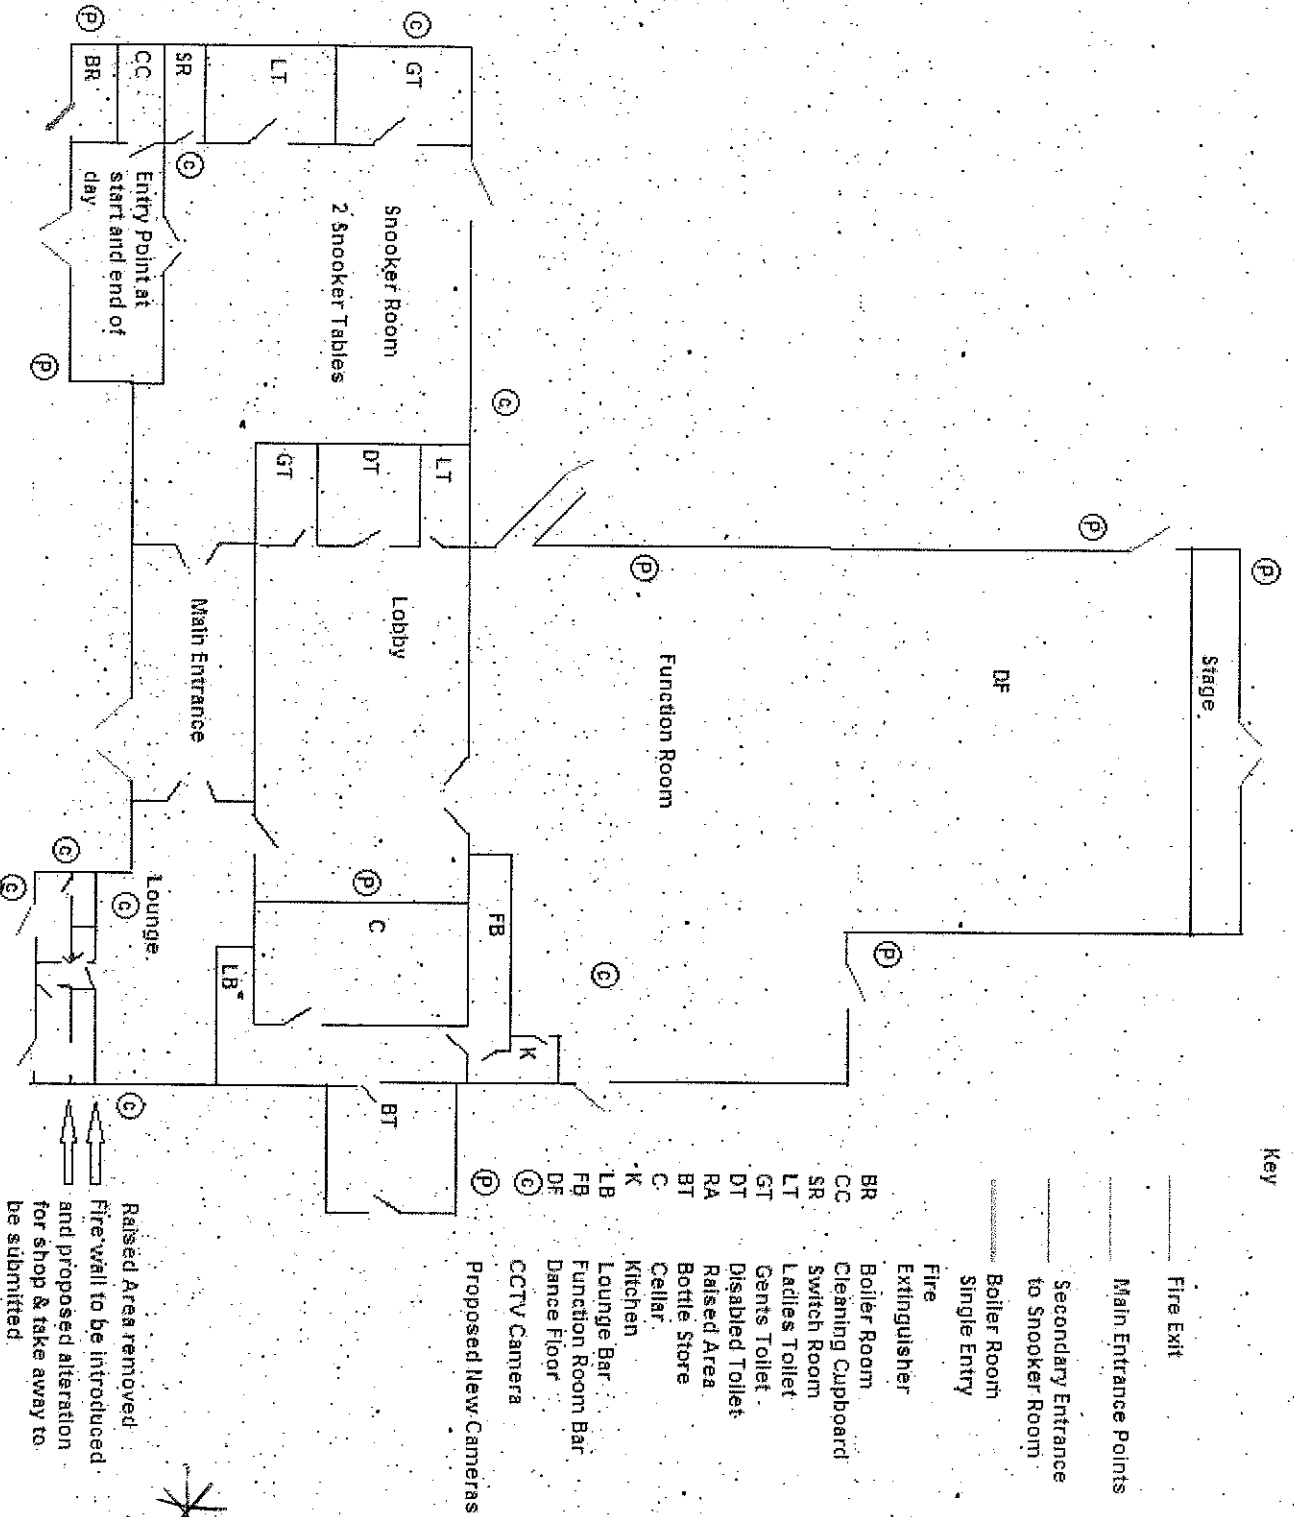 Key
Fire Exit
Main Entrance Points
Secondary Entrance
to Snooker Room
Boiler Room
Single Entry
Fire
Extinguisher
BR Boiler Room
CC Cleaning Cupboard
SR Switch Room
LT Ladies Toilet
GT Gents Toilet
DT Disabled Toilet
RA Raised Area
BT Bottle Store
C Cellar
K Kitchen
LB Lounge Bar
FB Function Room Bar
DF Dance Floor
C CCTV Camera
P Proposed New Cameras
P
Stage
P
DF
P
Function Room
P
C
K
FB
C
Snooker Room
2 Snooker Tables
Lobby
LT
DT
GT
P
C
BT
LB
C
GT
LT
SR
CC
BR
P
C
Entry Point at
start and end of
day
P
Main Entrance
Lounge
C
C
C
C
Raised Area removed
Fire wall to be introduced
and proposed alteration
for shop & take away to
be submitted